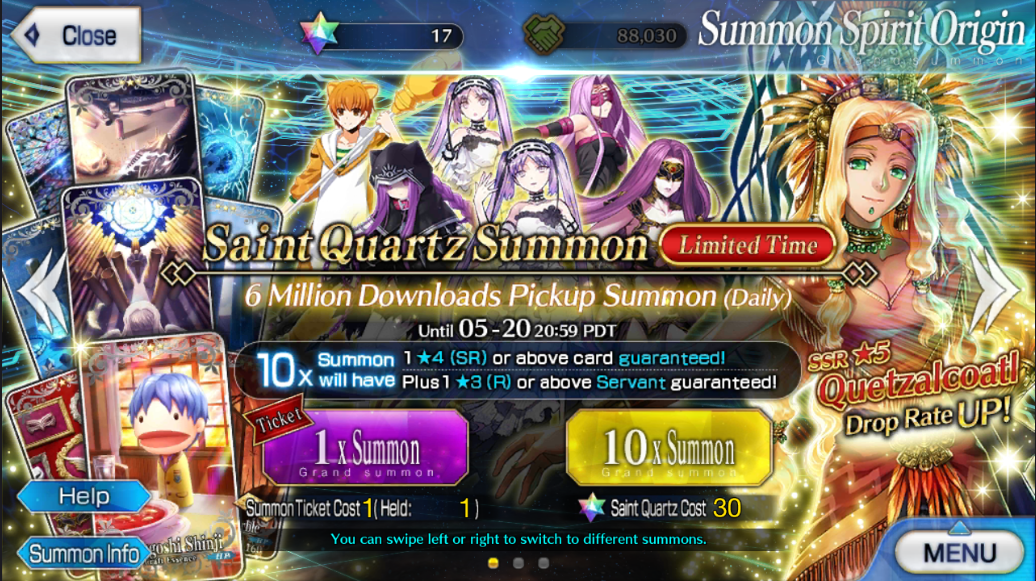 Close
17
88,030
Summon Spirit Origin
Grand summon
Saint Quartz Summon
Limited Time
6 Million Downloads Pickup Summon (Daily)
Until 05-20 20:59 PDT
10x Summon will have
1 ★4 (SR) or above card guaranteed!
Plus 1 ★3 (R) or above Servant guaranteed!
SSR ★5
Quetzalcoatl
Drop Rate UP!
Ticket
1x Summon
Grand summon
10x Summon
Grand summon
Help
Summon Ticket Cost 1 (Held: 1)
Saint Quartz Cost 30
Shinji
Summon Info
You can swipe left or right to switch to different summons.
MENU